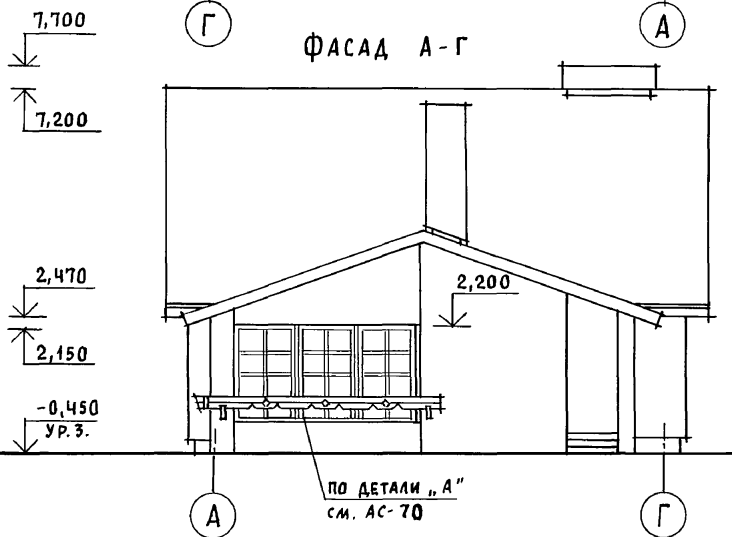 7,700
Г
А
ФАСАД А-Г
7,200
2,470
2,200
2,150
-0,450
УР.З.
ПО ДЕТАЛИ „А"
СМ. АС-70
А
Г